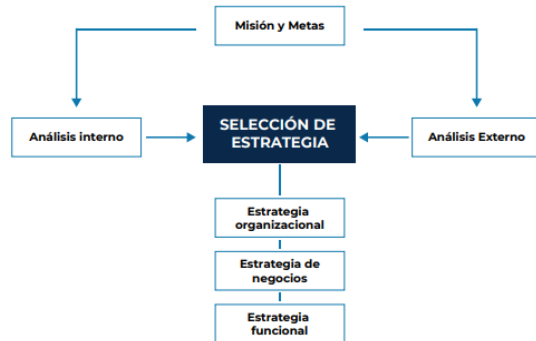 Misión y Metas
Análisis interno
SELECCIÓN DE
ESTRATEGIA
Análisis Externo
Estrategia
organizacional
Estrategia de
negocios
Estrategia
funcional